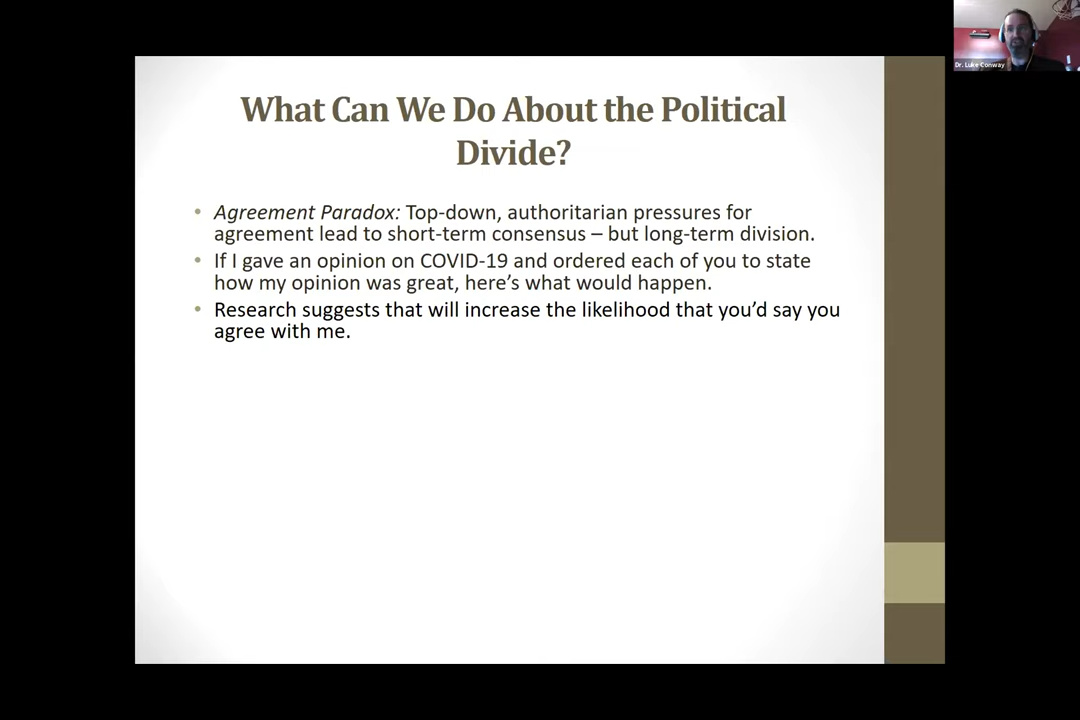 What Can We Do About the Political
Divide?
• Agreement Paradox: Top-down, authoritarian pressures for
agreement lead to short-term consensus – but long-term division.
• If I gave an opinion on COVID-19 and ordered each of you to state
how my opinion was great, here’s what would happen.
• Research suggests that will increase the likelihood that you’d say you
agree with me.
Dr. Luke Conway